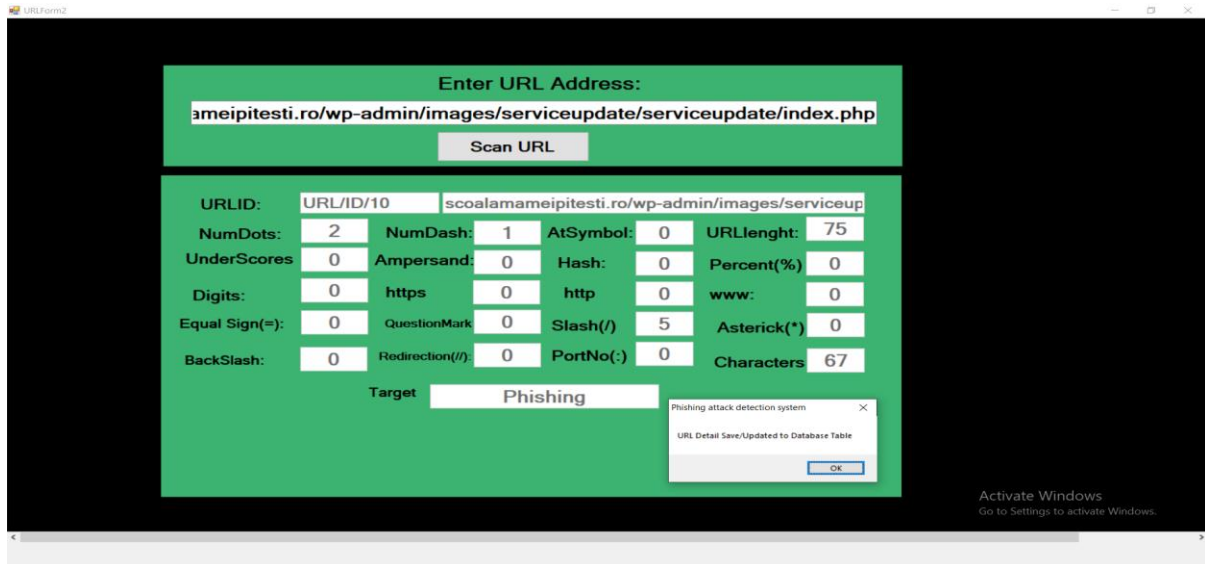 URLForm2
Enter URL Address:
ameipitesti.ro/wp-admin/images/serviceupdate/serviceupdate/index.php
Scan URL
URLID: URL/ID/10 scoalamameipitesti.ro/wp-admin/images/serviceup
NumDots: 2 NumDash: 1 AtSymbol: 0 URLlenght: 75
UnderScores 0 Ampersand: 0 Hash: 0 Percent(%) 0
Digits: 0 https 0 http 0 www: 0
Equal Sign(=): 0 QuestionMark 0 Slash(/) 5 Asterick(*) 0
BackSlash: 0 Redirection(//): 0 PortNo(:) 0 Characters 67
Target Phishing
Phishing attack detection system
URL Detail Save/Updated to Database Table
OK
Activate Windows
Go to Settings to activate Windows.